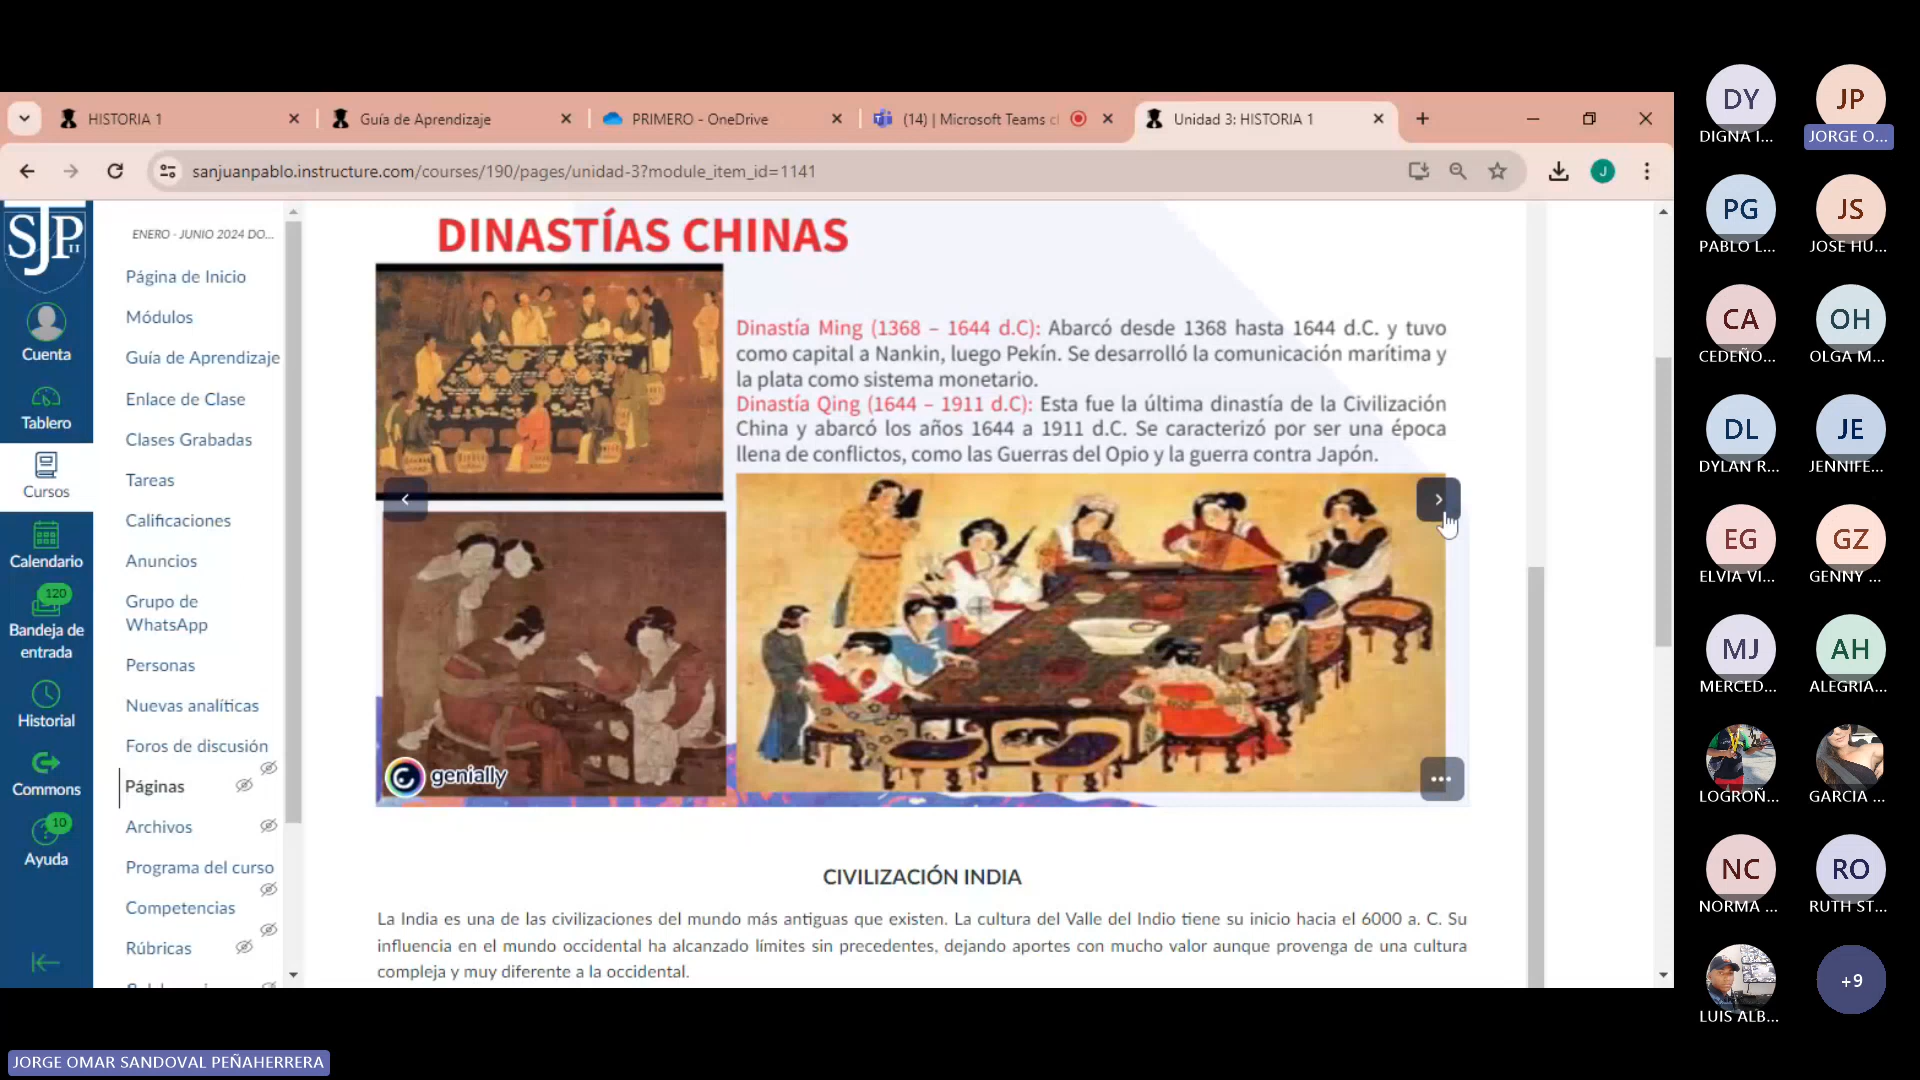 HISTORIA 1
Guía de Aprendizaje
PRIMERO - OneDrive
(14) | Microsoft Teams c
Unidad 3: HISTORIA 1
sanjuanpablo.instructure.com/courses/190/pages/unidad-3?module_item_id=1141
J
SJP
II
Cuenta
Tablero
Cursos
Calendario
120
Bandeja de
entrada
Historial
Commons
10
Ayuda
ENERO - JUNIO 2024 DO...
Página de Inicio
Módulos
Guía de Aprendizaje
Enlace de Clase
Clases Grabadas
Tareas
Calificaciones
Anuncios
Grupo de
WhatsApp
Personas
Nuevas analíticas
Foros de discusión
Páginas
Archivos
Programa del curso
Competencias
Rúbricas
DINASTÍAS CHINAS
Dinastía Ming (1368 – 1644 d.C): Abarcó desde 1368 hasta 1644 d.C. y tuvo
como capital a Nankin, luego Pekín. Se desarrolló la comunicación marítima y
la plata como sistema monetario.
Dinastía Qing (1644 – 1911 d.C): Esta fue la última dinastía de la Civilización
China y abarcó los años 1644 a 1911 d.C. Se caracterizó por ser una época
llena de conflictos, como las Guerras del Opio y la guerra contra Japón.
genially
CIVILIZACIÓN INDIA
La India es una de las civilizaciones del mundo más antiguas que existen. La cultura del Valle del Indio tiene su inicio hacia el 6000 a. C. Su
influencia en el mundo occidental ha alcanzado límites sin precedentes, dejando aportes con mucho valor aunque provenga de una cultura
compleja y muy diferente a la occidental.
DY
DIGNA I...
JP
JORGE O...
PG
PABLO L...
JS
JOSE HU...
CA
CEDEÑO...
OH
OLGA M...
DL
DYLAN R...
JE
JENNIFE...
EG
ELVIA VI...
GZ
GENNY ...
MJ
MERCED...
AH
ALEGRIA...
LOGROÑ...
GARCIA ...
NC
NORMA ...
RO
RUTH ST...
LUIS ALB...
+9
JORGE OMAR SANDOVAL PEÑAHERRERA